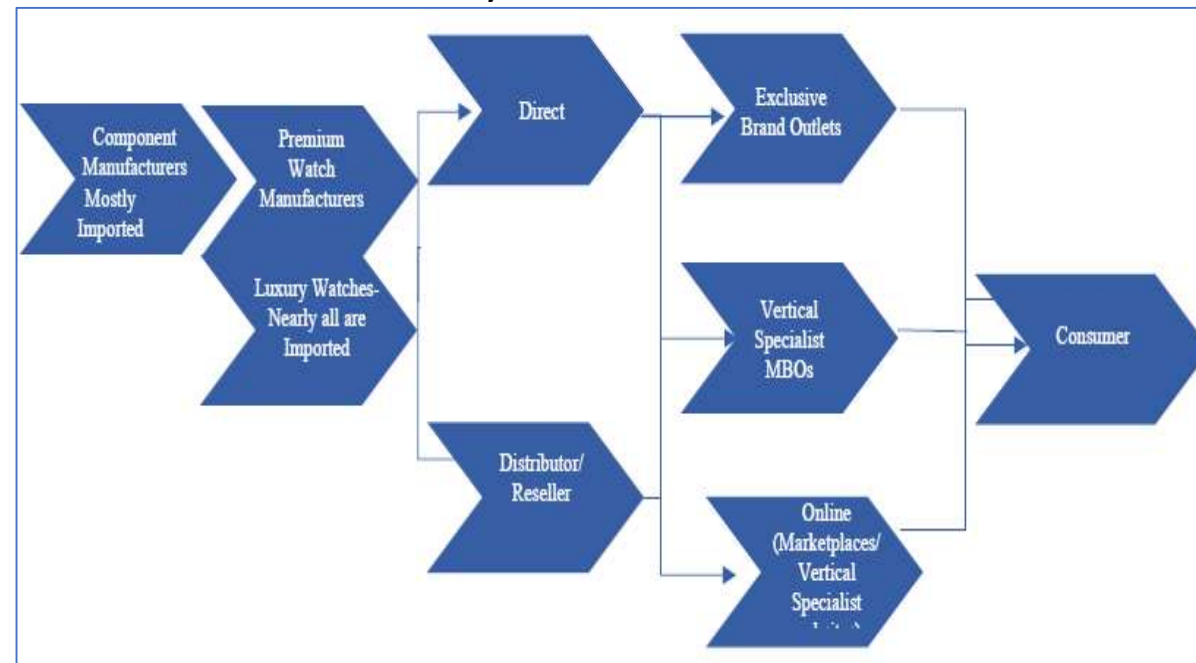 Component
Manufacturers
Mostly
Imported
Premium
Watch
Manufacturers
Luxury Watches-
Nearly all are
Imported
Direct
Distributor/
Reseller
Exclusive
Brand Outlets
Vertical
Specialist
MBOs
Online
(Marketplaces/
Vertical
Specialist
Consumer